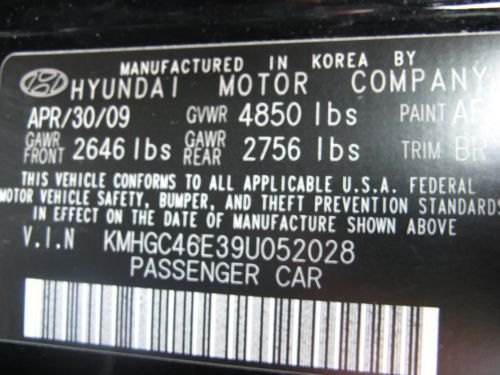 MANUFACTURED IN KOREA BY
HYUNDAI MOTOR COMPANY
APR/30/09 GVWR 4850 lbs PAINT
GAWR FRONT 2646 lbs GAWR REAR 2756 lbs TRIM BR
THIS VEHICLE CONFORMS TO ALL APPLICABLE U.S.A. FEDERAL
MOTOR VEHICLE SAFETY, BUMPER, AND THEFT PREVENTION STANDARDS
IN EFFECT ON THE DATE OF MANUFACTURE SHOWN ABOVE
V.I.N KMHGC46E39U052028
PASSENGER CAR